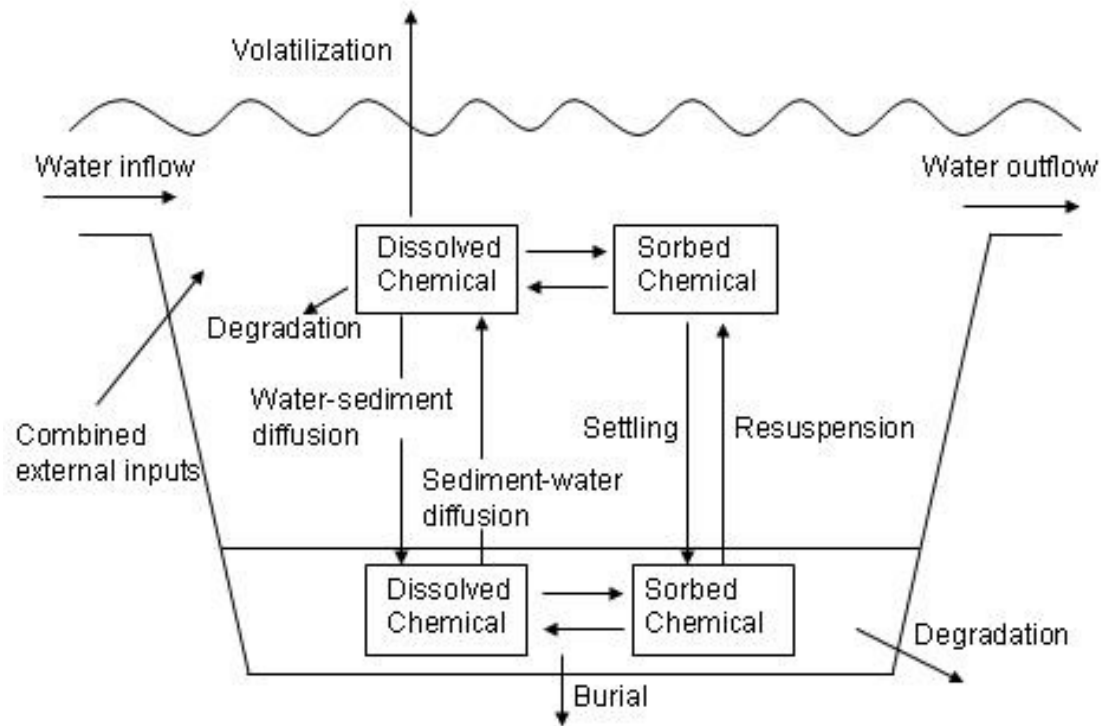 Volatilization
Water inflow
Water outflow
Dissolved
Chemical
Sorbed
Chemical
Degradation
Water-sediment
diffusion
Settling
Resuspension
Combined
external inputs
Sediment-water
diffusion
Dissolved
Chemical
Sorbed
Chemical
Degradation
Burial